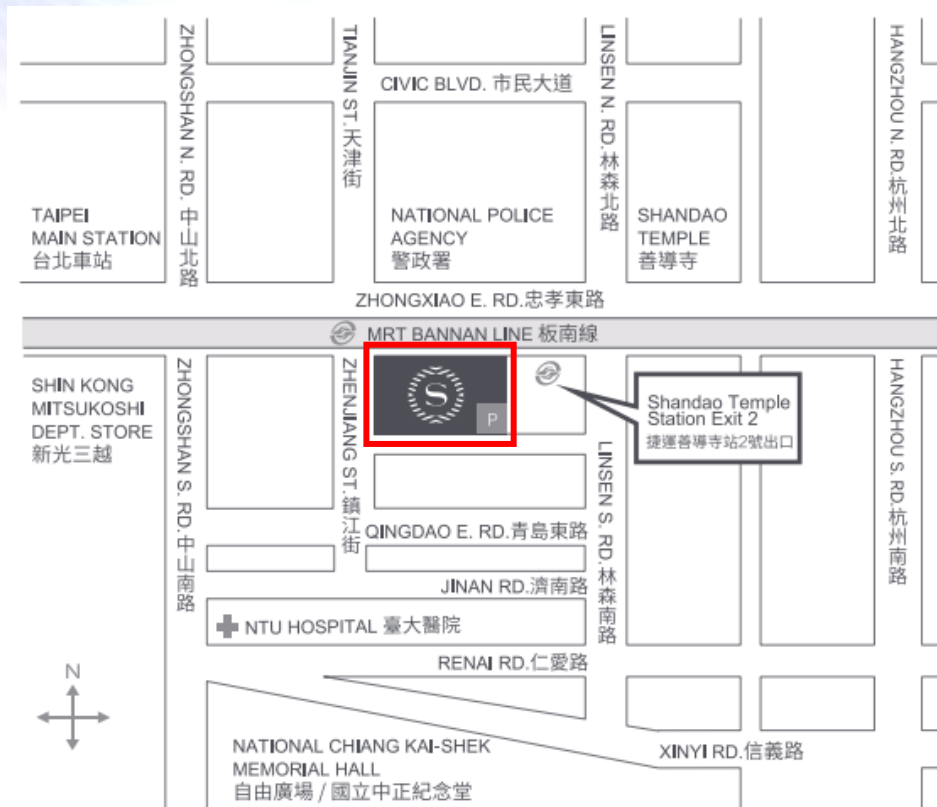 ZHONGSHAN N. RD. 中山北路
TIANJIN ST.天津街
LINSEN N. RD.林森北路
HANGZHOU N. RD.杭州北路
CIVIC BLVD. 市民大道
TAIPEI
MAIN STATION
台北車站
NATIONAL POLICE
AGENCY
警政署
SHANDAO
TEMPLE
善導寺
ZHONGXIAO E. RD.忠孝東路
MRT BANNAN LINE 板南線
SHIN KONG
MITSUKOSHI
DEPT. STORE
新光三越
ZHONGSHAN S. RD.中山南路
ZHENJIANG ST.鎮江街
S
P
Shandao Temple
Station Exit 2
捷運善導寺站2號出口
LINSEN S. RD.林森南路
HANGZHOU S. RD.杭州南路
QINGDAO E. RD.青島東路
JINAN RD.濟南路
NTU HOSPITAL 臺大醫院
RENAI RD.仁愛路
N
NATIONAL CHIANG KAI-SHEK
MEMORIAL HALL
自由廣場 / 國立中正紀念堂
XINYI RD.信義路